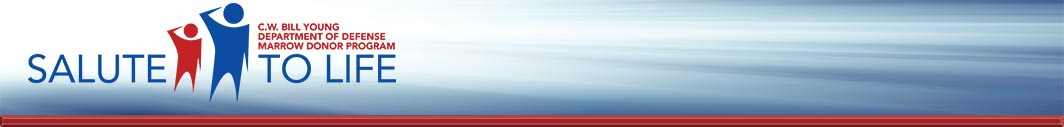 C.W. BILL YOUNG
DEPARTMENT OF DEFENSE
MARROW DONOR PROGRAM
SALUTE TO LIFE